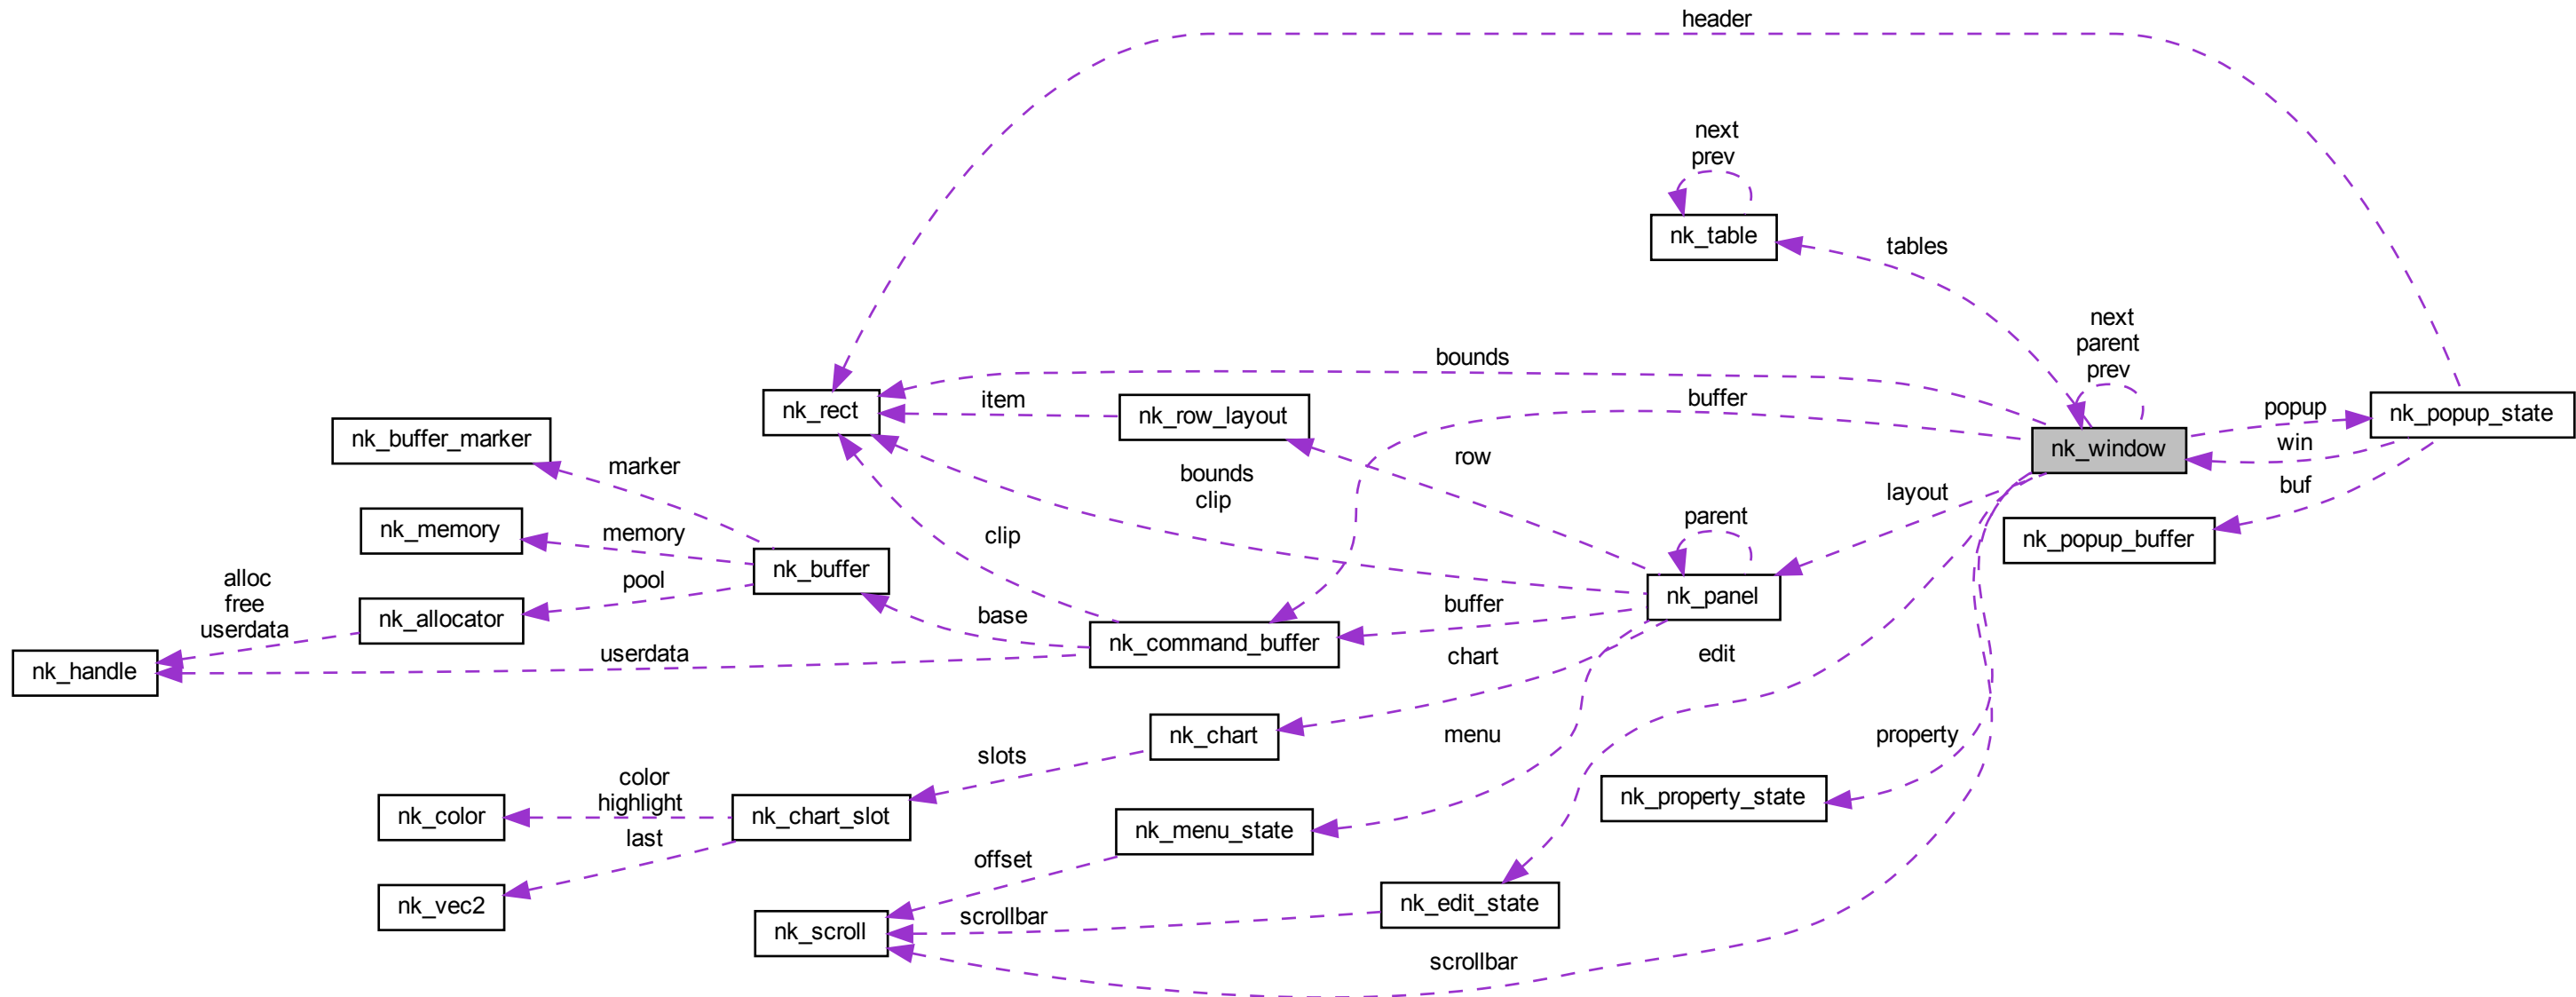 header
next
prev
nk_table
tables
next
parent
prev
bounds
nk_rect
item
nk_row_layout
buffer
popup
nk_popup_state
nk_buffer_marker
nk_window
win
marker
row
bounds
clip
layout
buf
nk_memory
memory
clip
parent
nk_popup_buffer
nk_buffer
alloc
free
userdata
pool
nk_allocator
base
buffer
nk_panel
nk_handle
userdata
nk_command_buffer
chart
edit
slots
nk_chart
menu
property
color
highlight
nk_color
nk_chart_slot
last
nk_menu_state
nk_property_state
offset
nk_vec2
nk_scroll
scrollbar
nk_edit_state
scrollbar